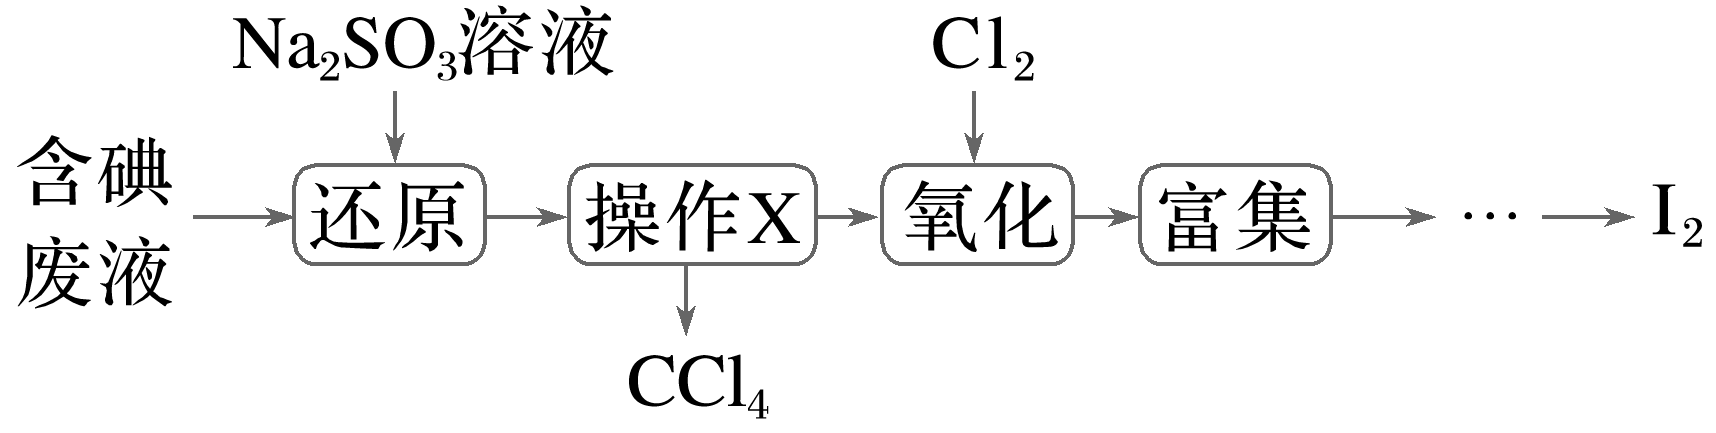 Na₂SO₃溶液
Cl₂
含碘
废液
还原
操作X
氧化
富集
…
I₂
CCl₄